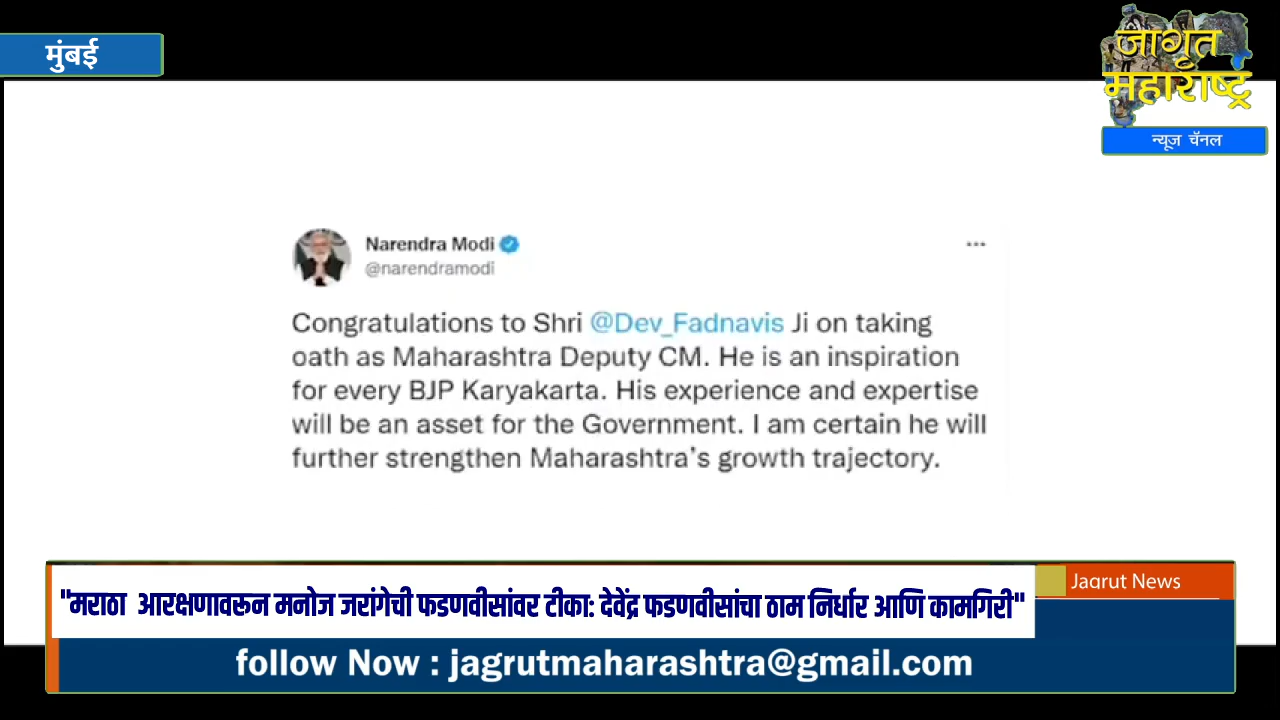 मुंबई
जागृत
महाराष्ट्र
न्यूज चॅनल
Narendra Modi
@narendramodi
Congratulations to Shri @Dev_Fadnavis Ji on taking
oath as Maharashtra Deputy CM. He is an inspiration
for every BJP Karyakarta. His experience and expertise
will be an asset for the Government. I am certain he will
further strengthen Maharashtra's growth trajectory.
"मराठा आरक्षणावरून मनोज जरांगेची फडणवीसांवर टीका: देवेंद्र फडणवीसांचा ठाम निर्धार आणि कामगिरी"
Jagrut News
follow Now : jagrutmaharashtra@gmail.com